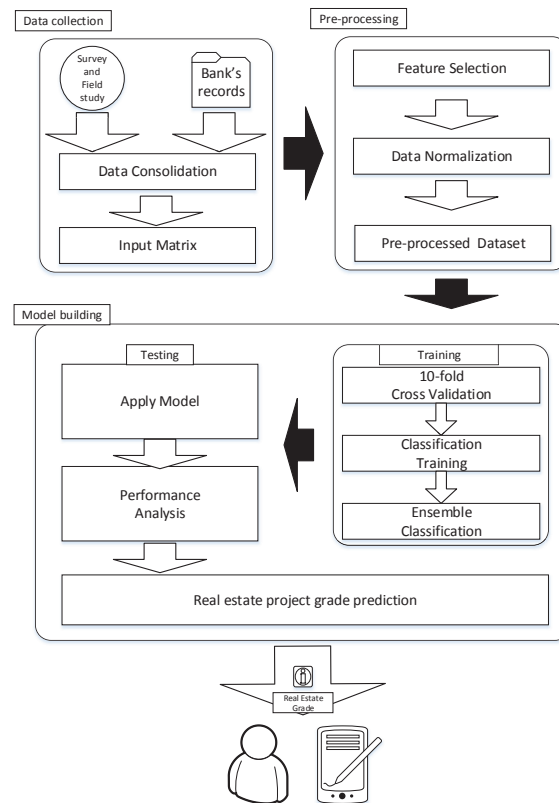 Data collection
Survey
and
Field
study
Bank's
records
Data Consolidation
Input Matrix
Pre-processing
Feature Selection
Data Normalization
Pre-processed Dataset
Model building
Testing
Apply Model
Performance
Analysis
Training
10-fold
Cross Validation
Classification
Training
Ensemble
Classification
Real estate project grade prediction
Real Estate
Grade